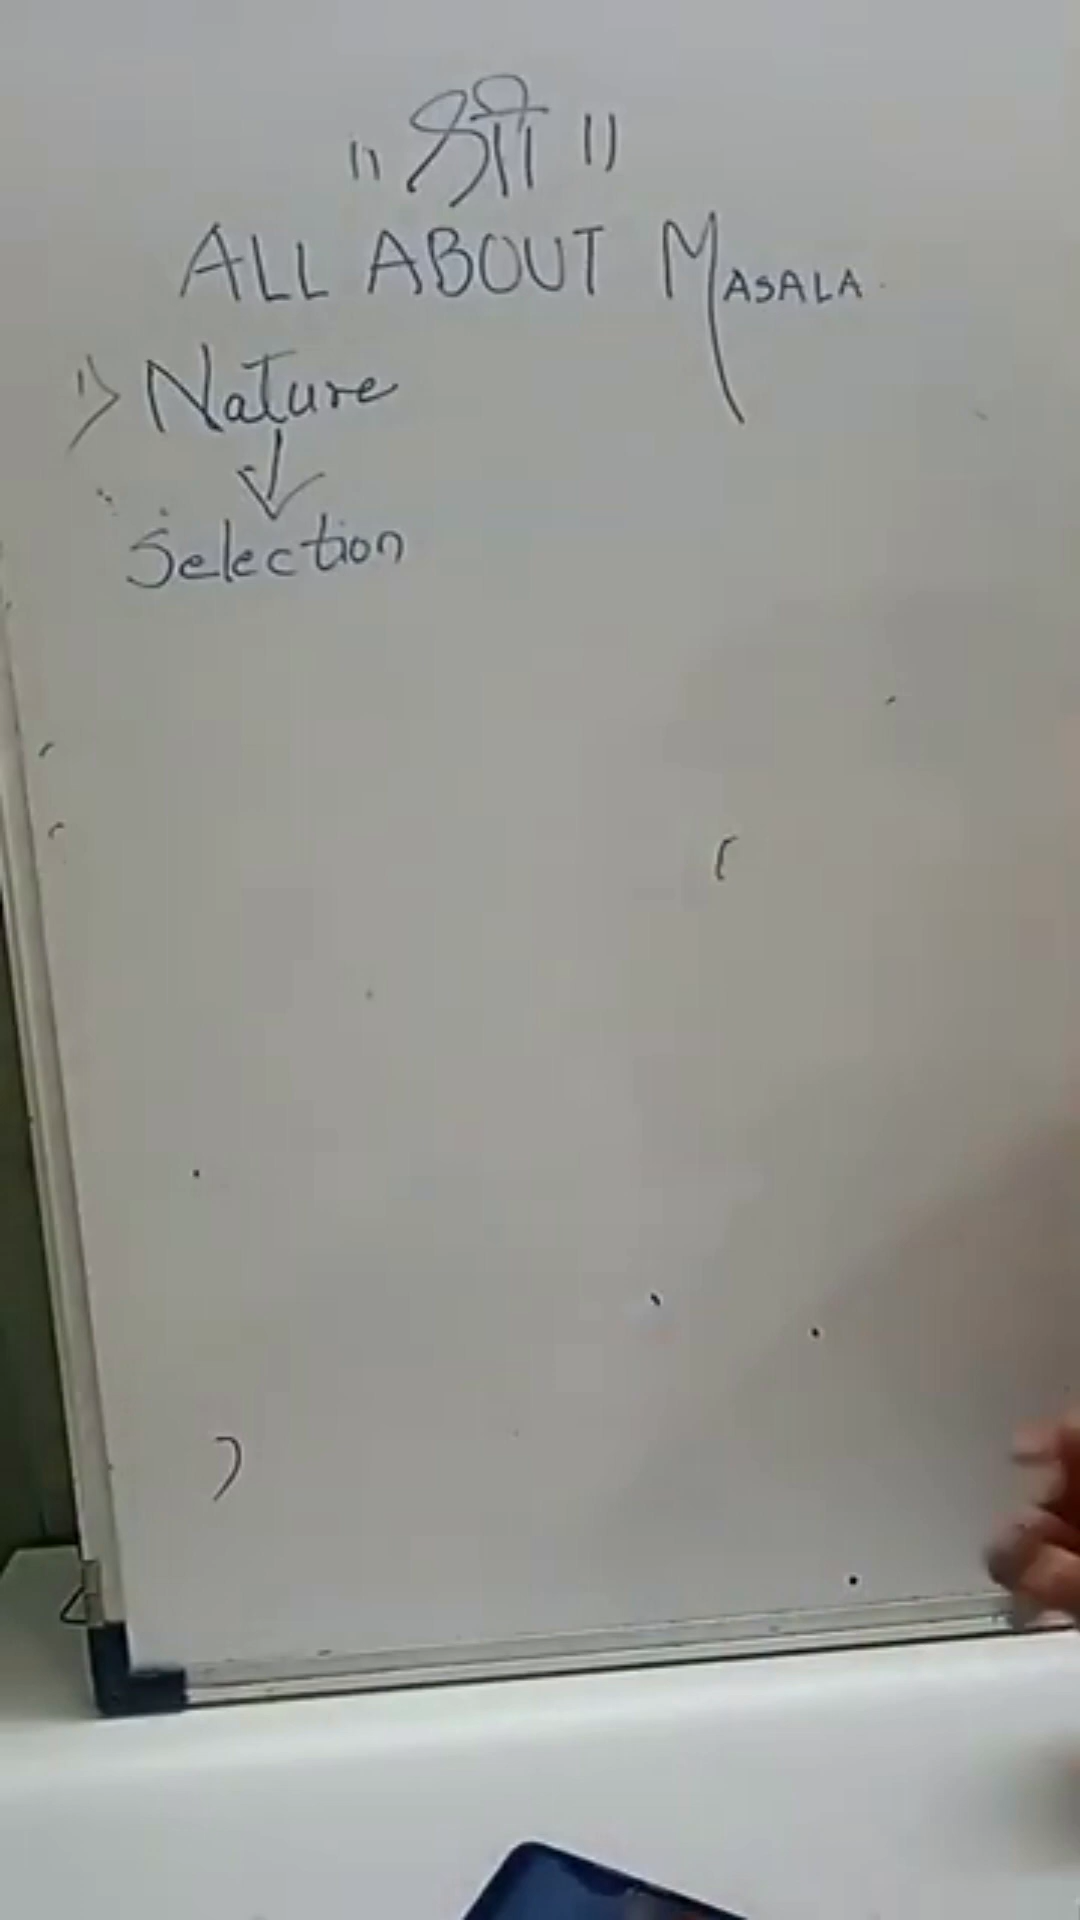 " श्री "
ALL ABOUT MASALA
1> Nature
↓
Selection